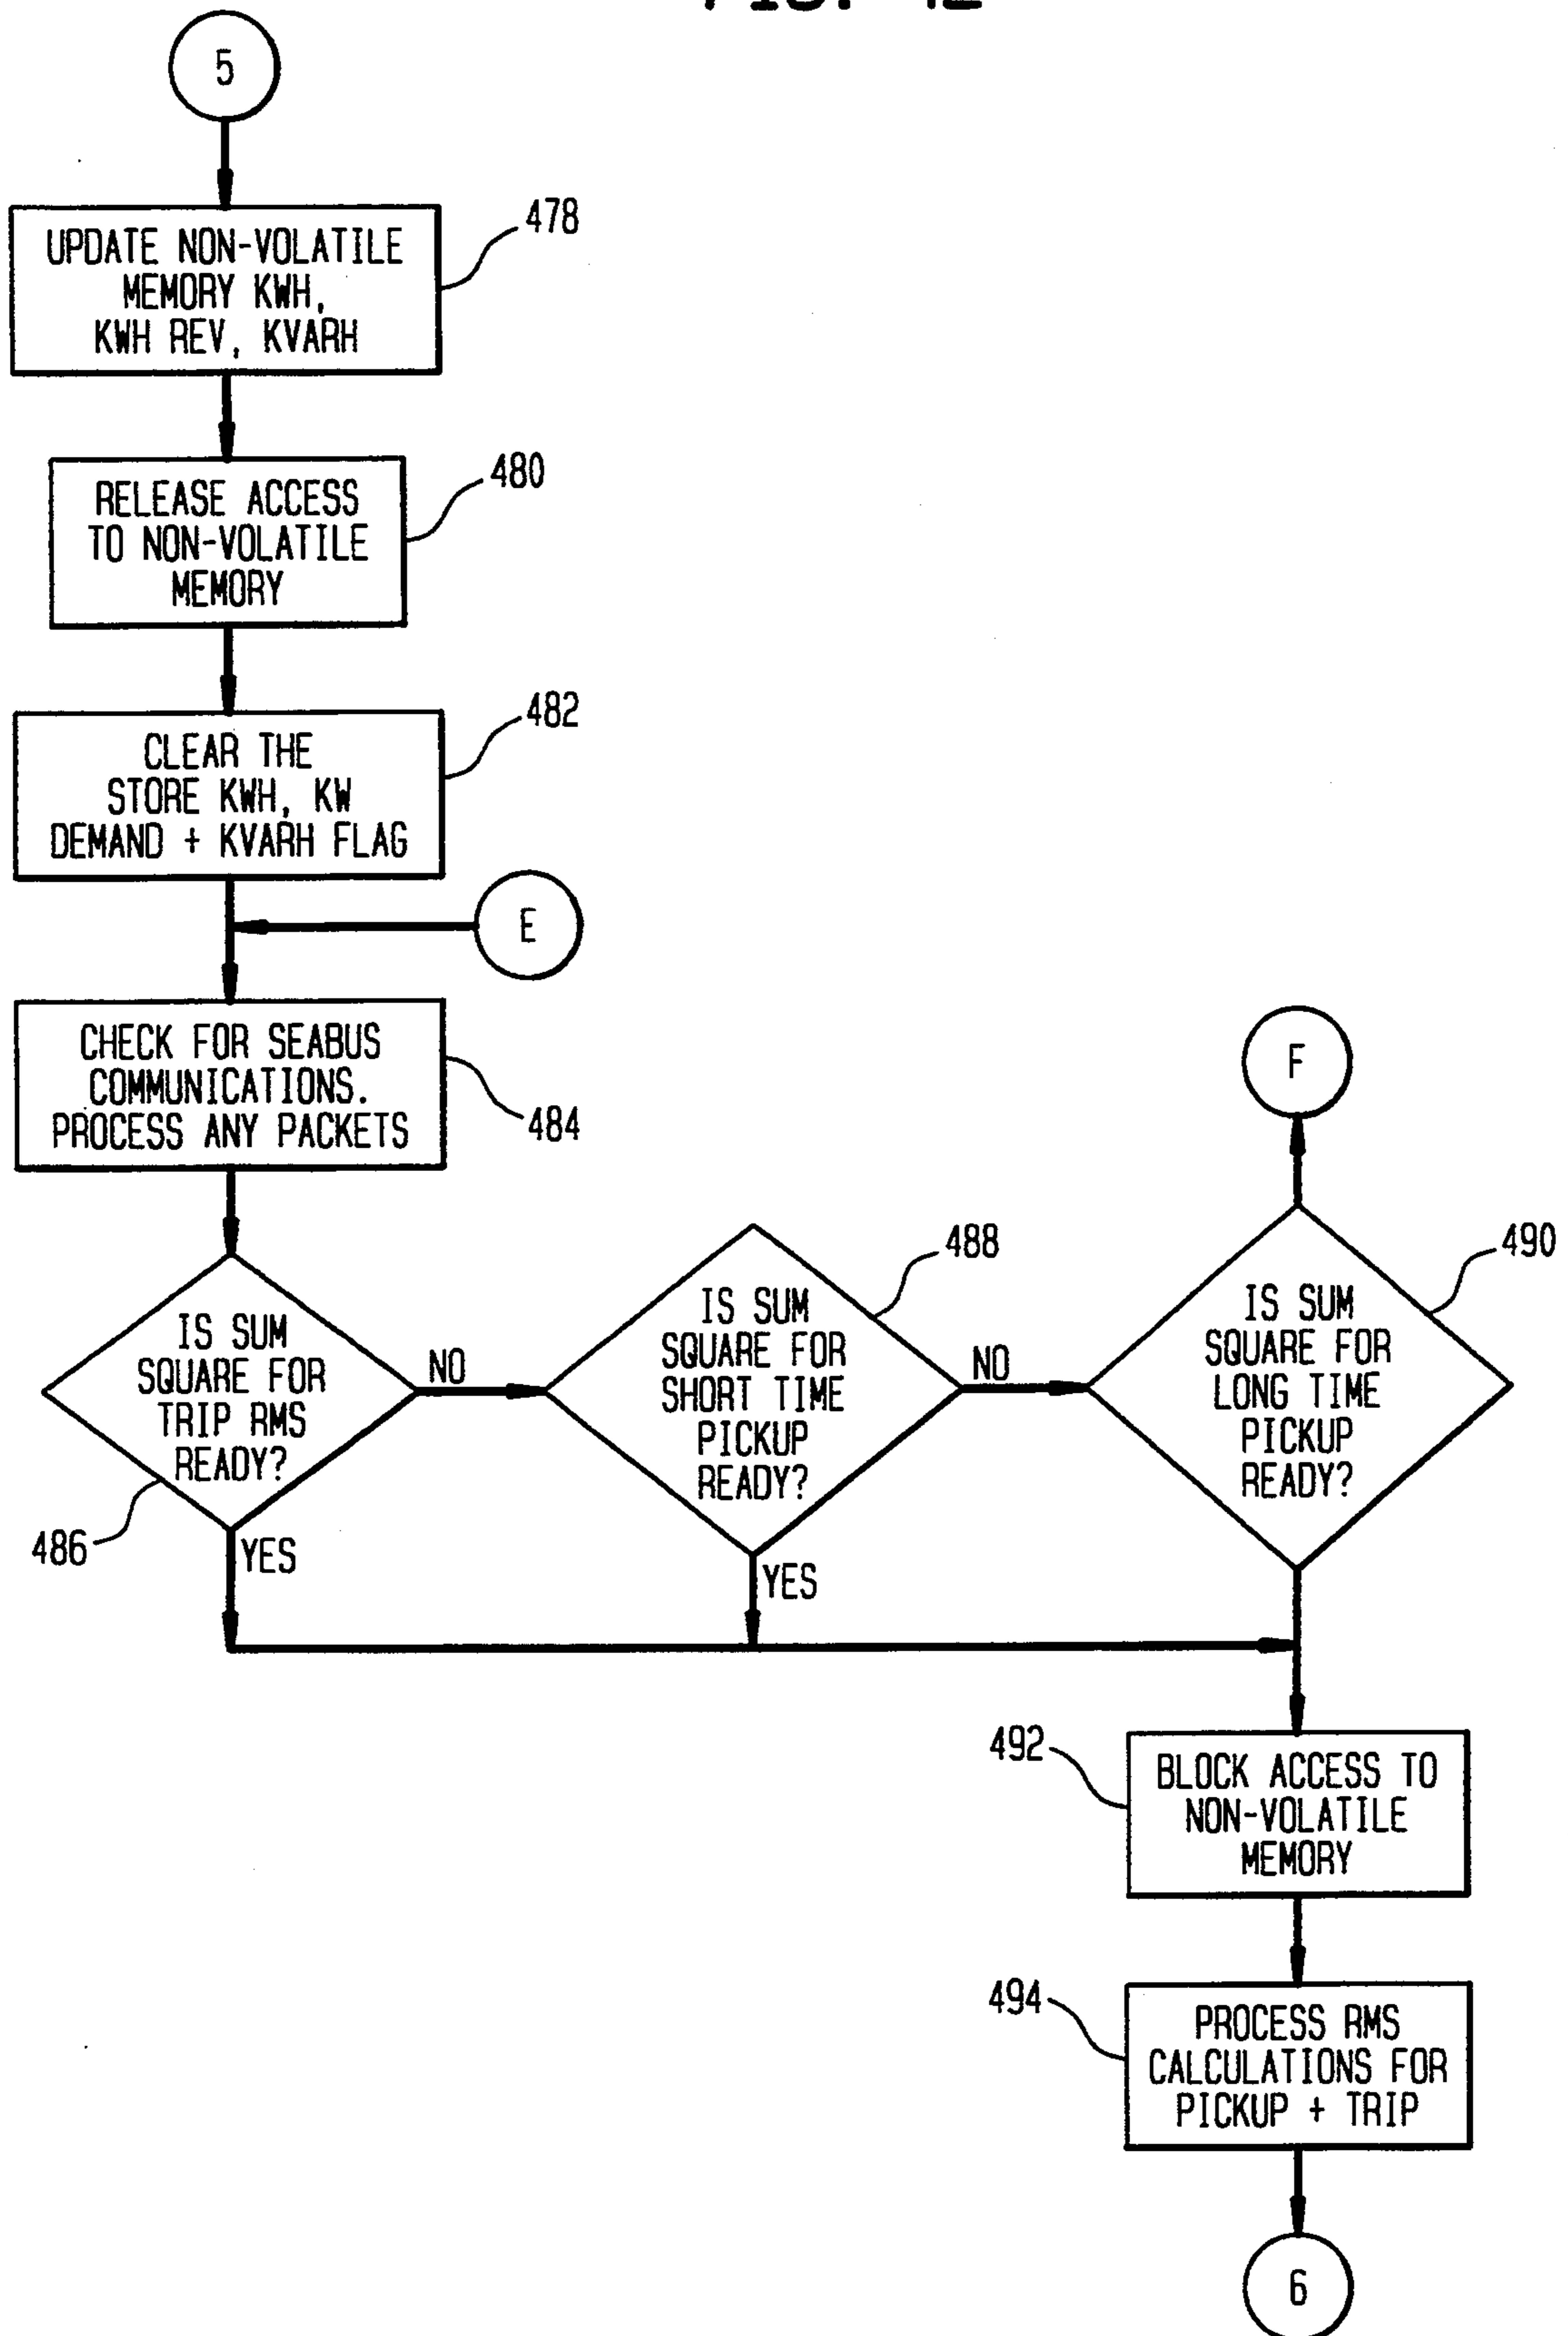 5
UPDATE NON-VOLATILE
MEMORY KWH,
KWH REV, KVARH
478
RELEASE ACCESS
TO NON-VOLATILE
MEMORY
480
CLEAR THE
STORE KWH, KW
DEMAND + KVARH FLAG
482
E
CHECK FOR SEABUS
COMMUNICATIONS.
PROCESS ANY PACKETS
484
F
IS SUM
SQUARE FOR
TRIP RMS
READY?
486
NO
YES
IS SUM
SQUARE FOR
SHORT TIME
PICKUP
READY?
488
NO
YES
IS SUM
SQUARE FOR
LONG TIME
PICKUP
READY?
490
492
BLOCK ACCESS TO
NON-VOLATILE
MEMORY
494
PROCESS RMS
CALCULATIONS FOR
PICKUP + TRIP
6